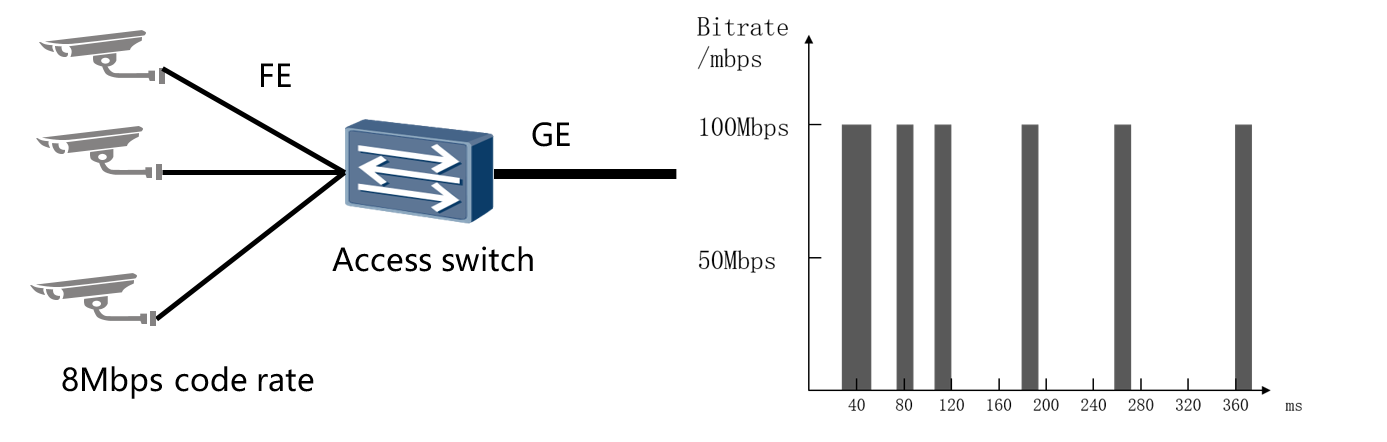 FE
GE
Access switch
8Mbps code rate
Bitrate
/mbps
100Mbps
50Mbps
40 80 120 160 200 240 280 320 360 ms